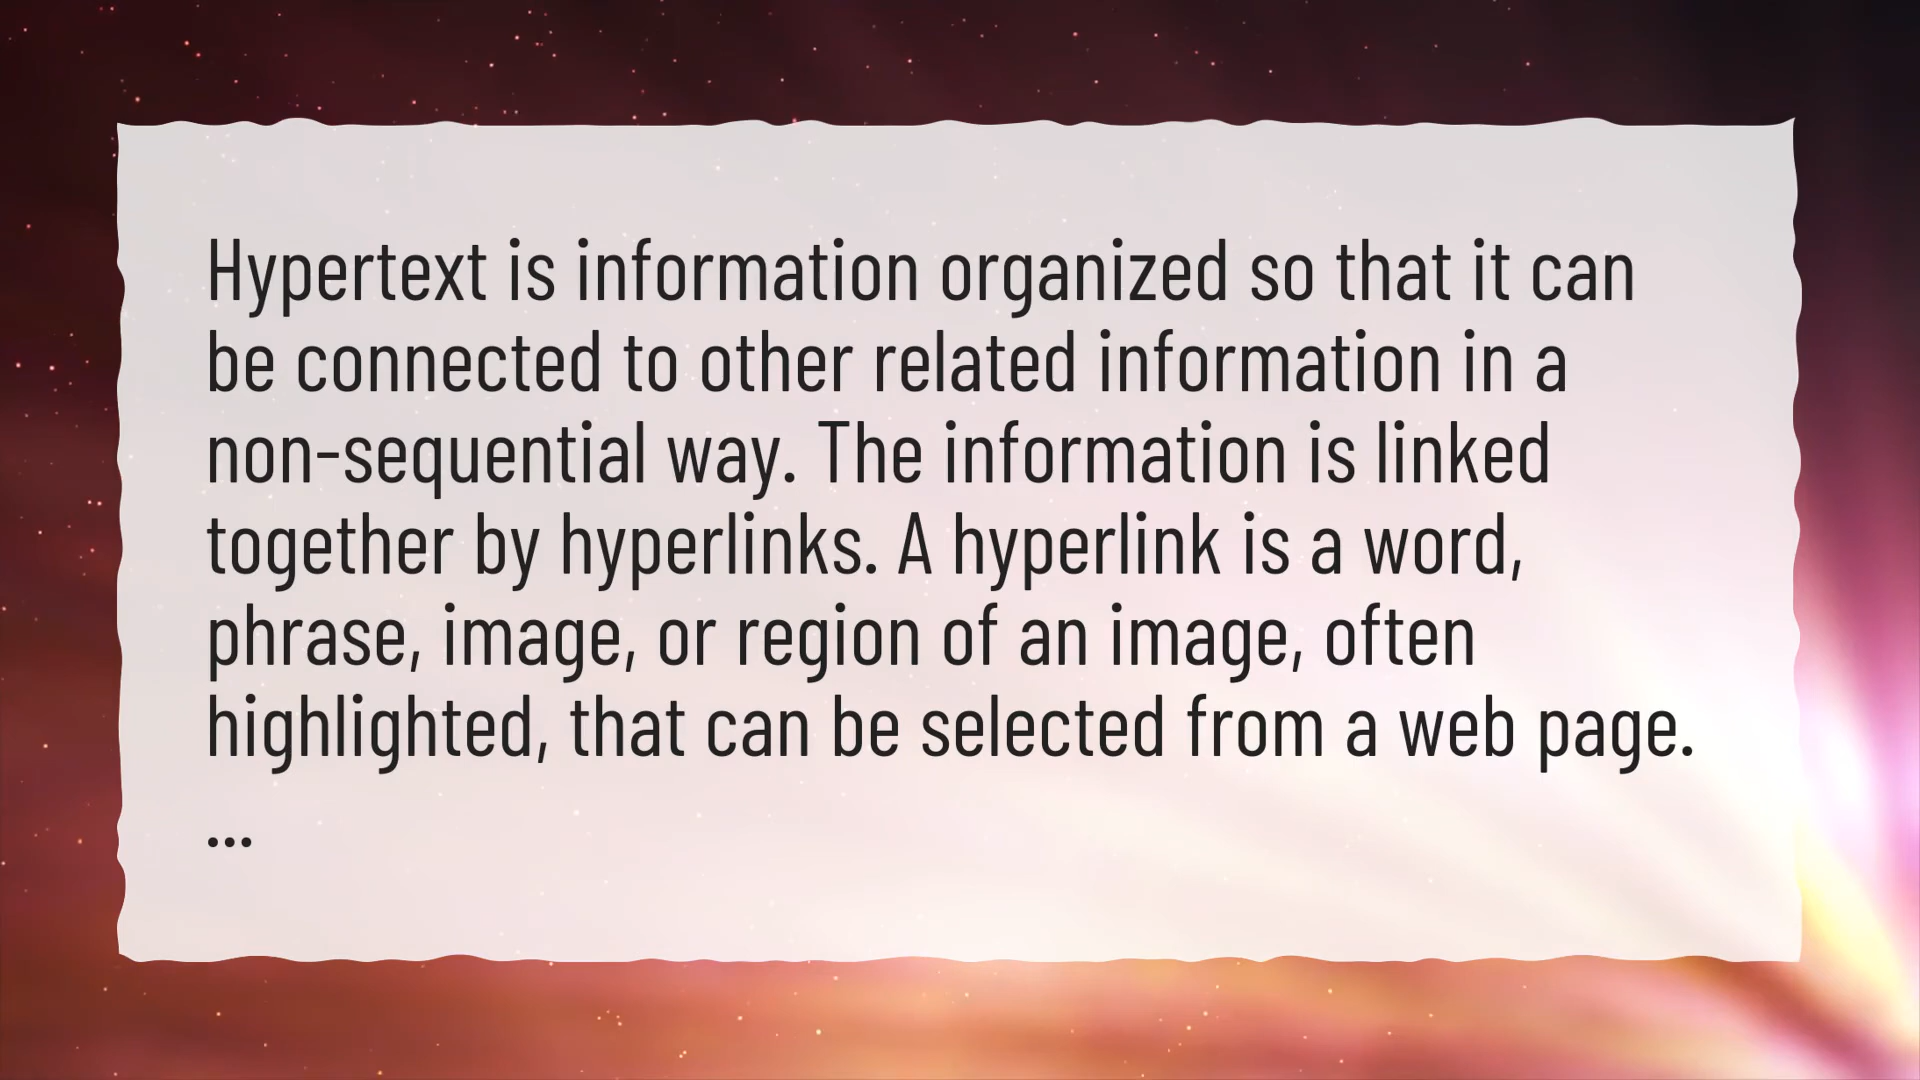 Hypertext is information organized so that it can
be connected to other related information in a
non-sequential way. The information is linked
together by hyperlinks. A hyperlink is a word,
phrase, image, or region of an image, often
highlighted, that can be selected from a web page.
...